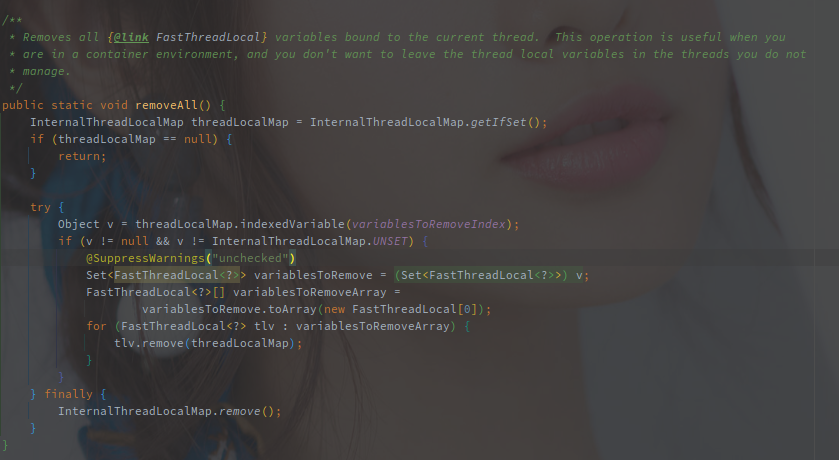 /**
 * Removes all {@link FastThreadLocal} variables bound to the current thread.  This operation is useful when you
 * are in a container environment, and you don't want to leave the thread local variables in the threads you do not
 * manage.
 */
public static void removeAll() {
    InternalThreadLocalMap threadLocalMap = InternalThreadLocalMap.getIfSet();
    if (threadLocalMap == null) {
        return;
    }

    try {
        Object v = threadLocalMap.indexedVariable(variablesToRemoveIndex);
        if (v != null && v != InternalThreadLocalMap.UNSET) {
            @SuppressWarnings("unchecked")
            Set<FastThreadLocal<?>> variablesToRemove = (Set<FastThreadLocal<?>>) v;
            FastThreadLocal<?>[] variablesToRemoveArray =
                    variablesToRemove.toArray(new FastThreadLocal[0]);
            for (FastThreadLocal<?> tlv : variablesToRemoveArray) {
                tlv.remove(threadLocalMap);
            }
        }
    } finally {
        InternalThreadLocalMap.remove();
    }
}